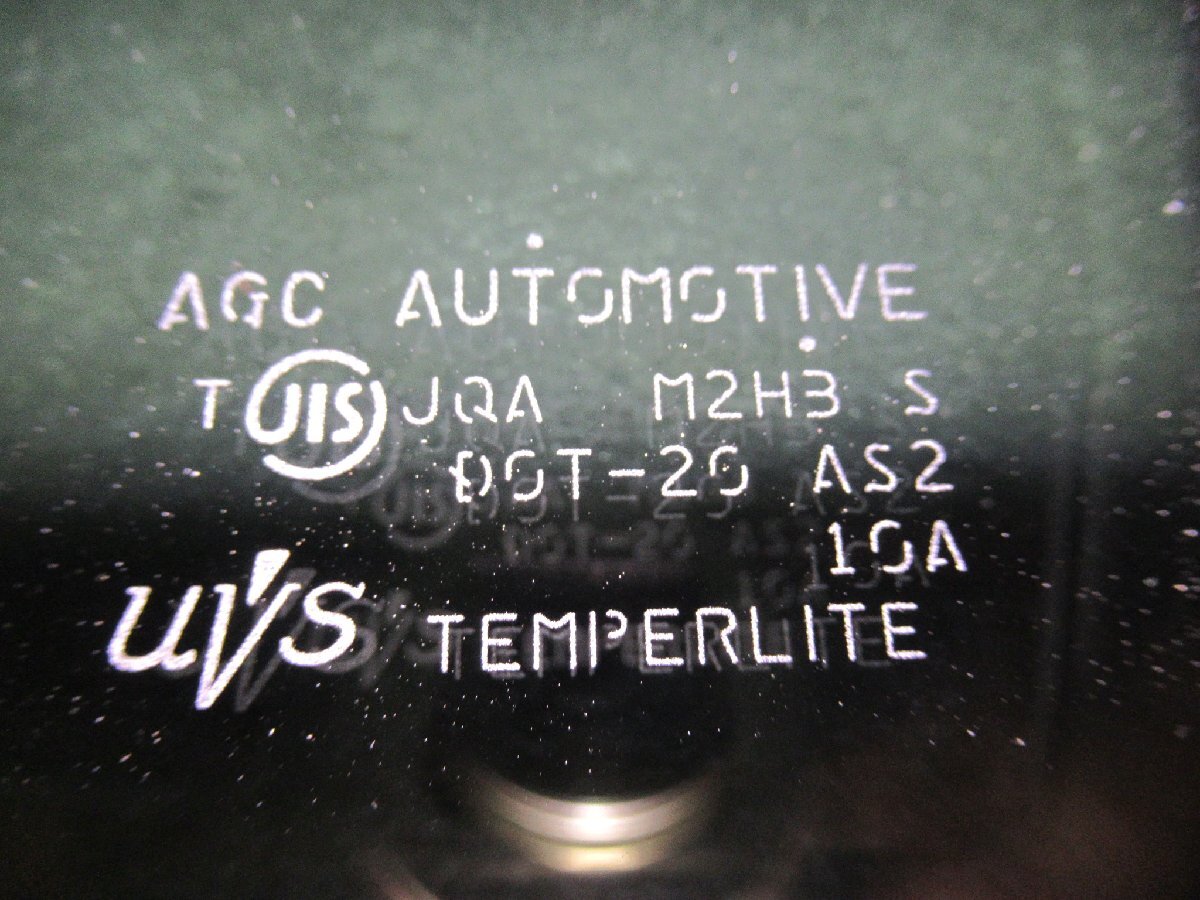 AGC AUTOMOTIVE
T JIS JQA M2H3 S
DOT-20 AS2
10A
UVS TEMPERLITE